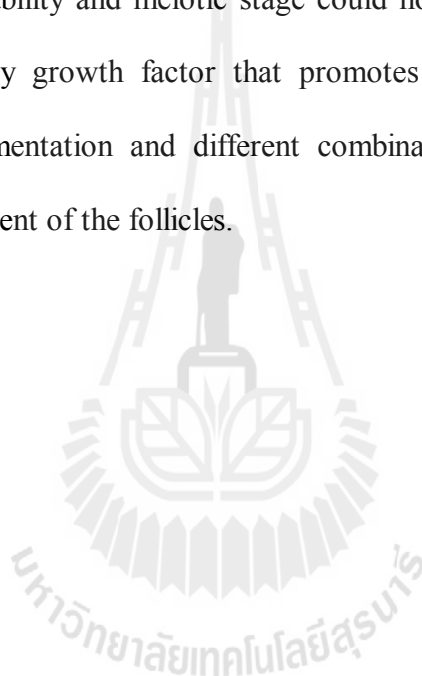 ability and meiotic stage could no
y growth factor that promotes
mentation and different combina
ent of the follicles.
มหาวิทยาลัยเทคโนโลยีสุรนารี